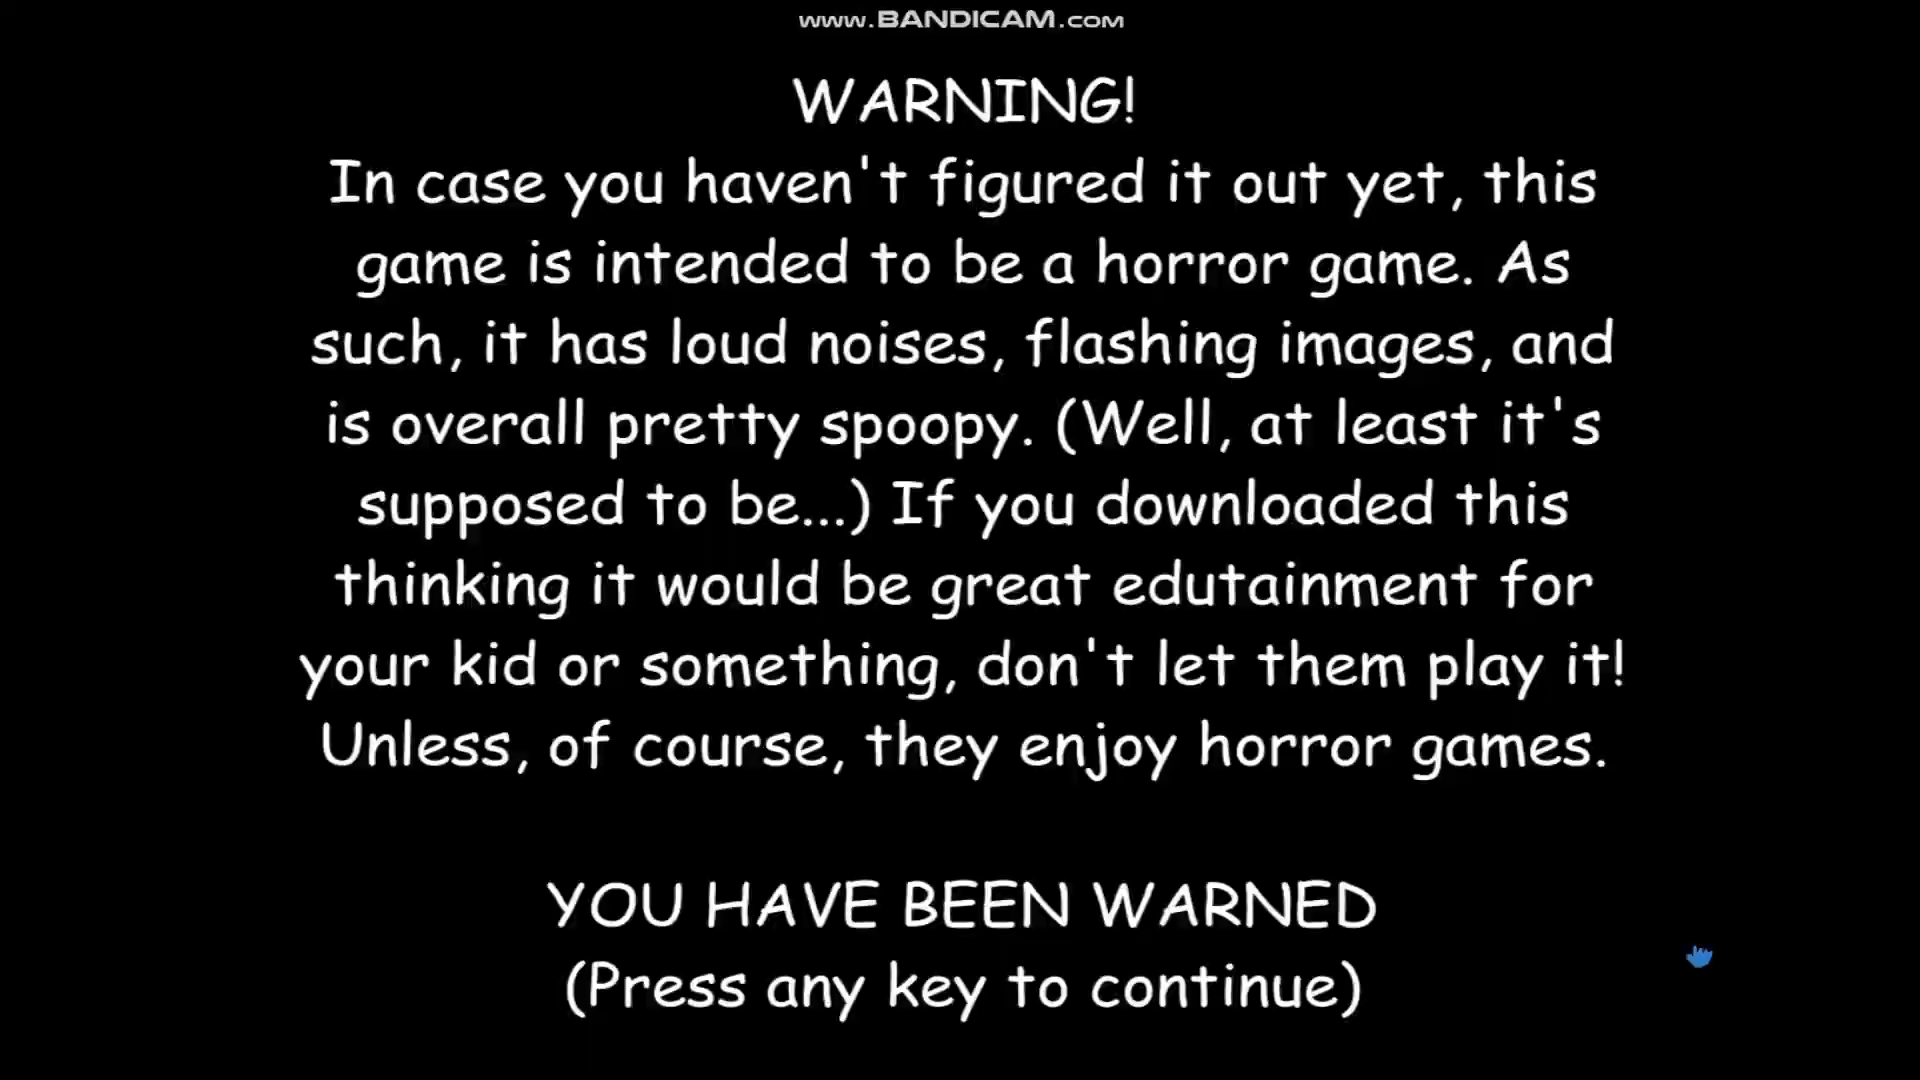 www.BANDICAM.com
WARNING!
In case you haven't figured it out yet, this
game is intended to be a horror game. As
such, it has loud noises, flashing images, and
is overall pretty spoopy. (Well, at least it's
supposed to be...) If you downloaded this
thinking it would be great edutainment for
your kid or something, don't let them play it!
Unless, of course, they enjoy horror games.
YOU HAVE BEEN WARNED
(Press any key to continue)